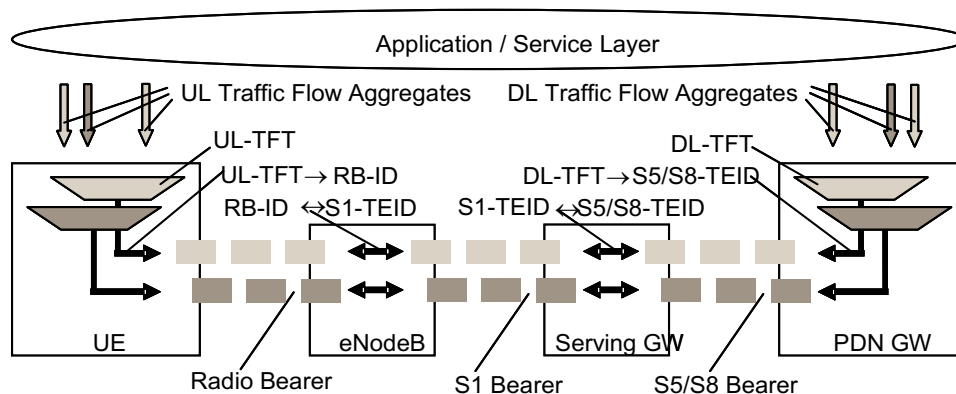 Application / Service Layer
UL Traffic Flow Aggregates
DL Traffic Flow Aggregates
UL-TFT
DL-TFT
UL-TFT→ RB-ID
DL-TFT→S5/S8-TEID
RB-ID ↔S1-TEID
S1-TEID ↔S5/S8-TEID
UE
eNodeB
Serving GW
PDN GW
Radio Bearer
S1 Bearer
S5/S8 Bearer